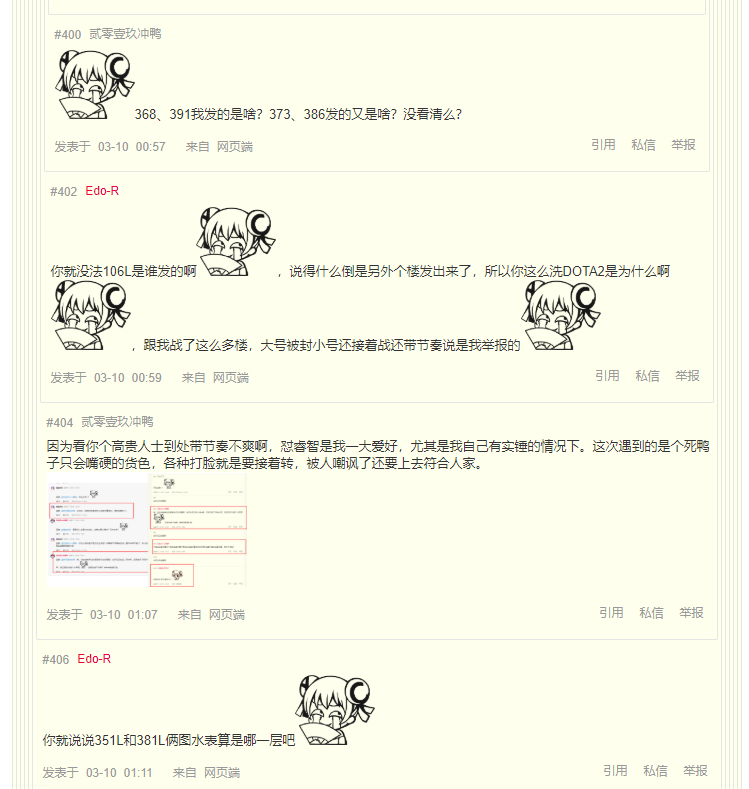 #400 贰零壹玖冲鸭
368、391我发的是啥？373、386发的又是啥？没看清么？
发表于 03-10 00:57 来自 网页端 引用 私信 举报
#402 Edo-R
你就没法106L是谁发的啊 ，说得什么倒是另外个楼发出来了，所以你这么洗DOTA2是为什么啊
，跟我战了这么多楼，大号被封小号还接着战还带节奏说是我举报的
发表于 03-10 00:59 来自 网页端 引用 私信 举报
#404 贰零壹玖冲鸭
因为看你个高贵人士到处带节奏不爽啊，怼睿智是我一大爱好，尤其是我自己有实锤的情况下。这次遇到的是个死鸭
子只会嘴硬的货色，各种打脸就是要接着转，被人嘲讽了还要上去符合人家。
发表于 03-10 01:07 来自 网页端 引用 私信 举报
#406 Edo-R
你就说说351L和381L俩图水表算是哪一层吧
发表于 03-10 01:11 来自 网页端 引用 私信 举报